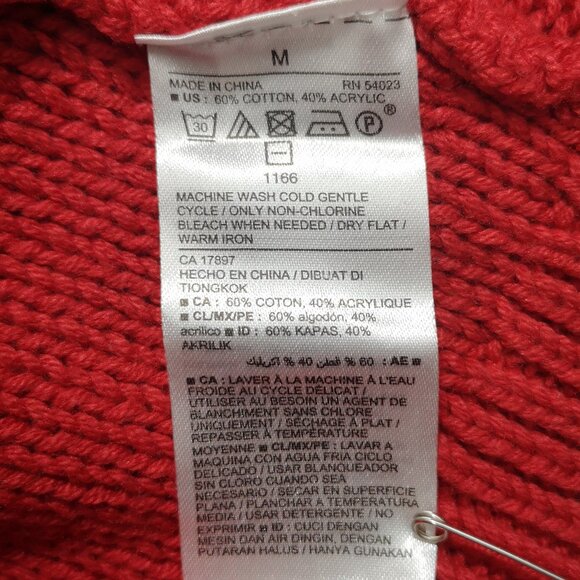 M
MADE IN CHINA RN 54023
US : 60% COTTON, 40% ACRYLIC
30 P ®
1166
MACHINE WASH COLD GENTLE
CYCLE / ONLY NON-CHLORINE
BLEACH WHEN NEEDED / DRY FLAT /
WARM IRON
CA 17897
HECHO EN CHINA / DIBUAT DI
TIONGKOK
CA : 60% COTON, 40% ACRYLIQUE
CL/MX/PE : 60% algodón, 40%
acrilico ID : 60% KAPAS, 40%
AKRILIK
AE : 60 % قطن, 40 % اكريليك
CA : LAVER À LA MACHINE À L'EAU
FROIDE AU CYCLE DÉLICAT /
UTILISER AU BESOIN UN AGENT DE
BLANCHIMENT SANS CHLORE
UNIQUEMENT / SÉCHAGE À PLAT /
REPASSER À TEMPÉRATURE
MOYENNE CL/MX/PE : LAVAR A
MAQUINA CON AGUA FRIA CICLO
DELICADO / USAR BLANQUEADOR
SIN CLORO CUANDO SEA
NECESARIO / SECAR EN SUPERFICIE
PLANA / PLANCHAR A TEMPERATURA
MEDIA / USAR DETERGENTE / NO
EXPRIMIR ID : CUCI DENGAN
MESIN DAN AIR DINGIN, DENGAN
PUTARAN HALUS / HANYA GUNAKAN